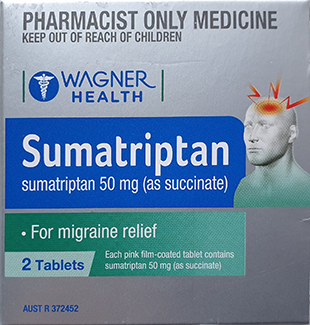 PHARMACIST ONLY MEDICINE
KEEP OUT OF REACH OF CHILDREN
WAGNER
HEALTH
Sumatriptan
sumatriptan 50 mg (as succinate)
• For migraine relief
2 Tablets
Each pink film-coated tablet contains
sumatriptan 50 mg (as succinate)
AUST R 372452